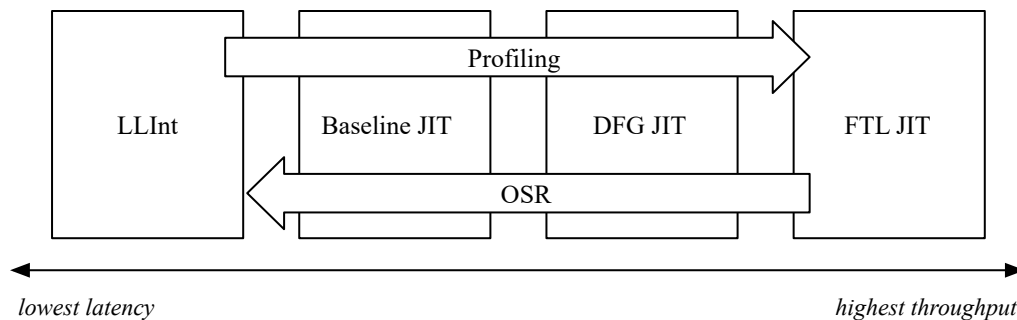 Profiling
LLInt
Baseline JIT
DFG JIT
FTL JIT
OSR
lowest latency
highest throughput